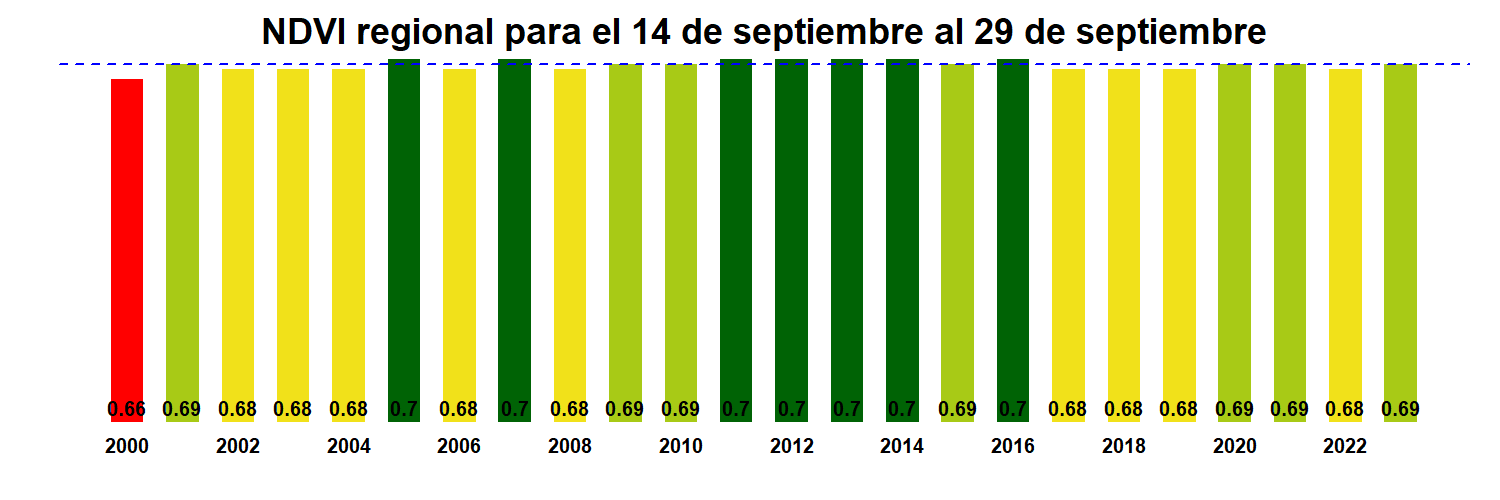 NDVI regional para el 14 de septiembre al 29 de septiembre
0.66 0.69 0.68 0.68 0.68 0.7 0.68 0.7 0.68 0.69 0.69 0.7 0.7 0.7 0.7 0.69 0.7 0.68 0.68 0.68 0.69 0.69 0.68 0.69
2000 2002 2004 2006 2008 2010 2012 2014 2016 2018 2020 2022